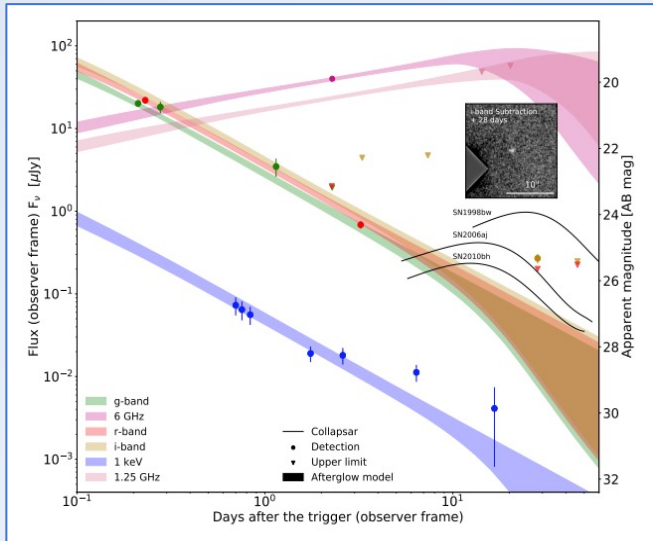 Flux (observer frame) Fν [μJy]
10²
10¹
10⁰
10⁻¹
10⁻²
10⁻³
i-band Subtraction
+ 28 days
10"
SN1998bw
SN2006aj
SN2010bh
g-band
6 GHz
r-band
i-band
1 keV
1.25 GHz
Collapsar
Detection
Upper limit
Afterglow model
20
22
24
26
28
30
32
Apparent magnitude [AB mag]
10⁻¹
10⁰
10¹
Days after the trigger (observer frame)